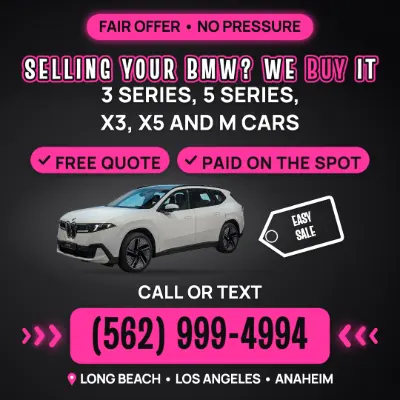 FAIR OFFER • NO PRESSURE
SELLING YOUR BMW? WE BUY IT
3 SERIES, 5 SERIES,
X3, X5 AND M CARS
FREE QUOTE
PAID ON THE SPOT
EASY
SALE
CALL OR TEXT
(562) 999-4994
LONG BEACH • LOS ANGELES • ANAHEIM